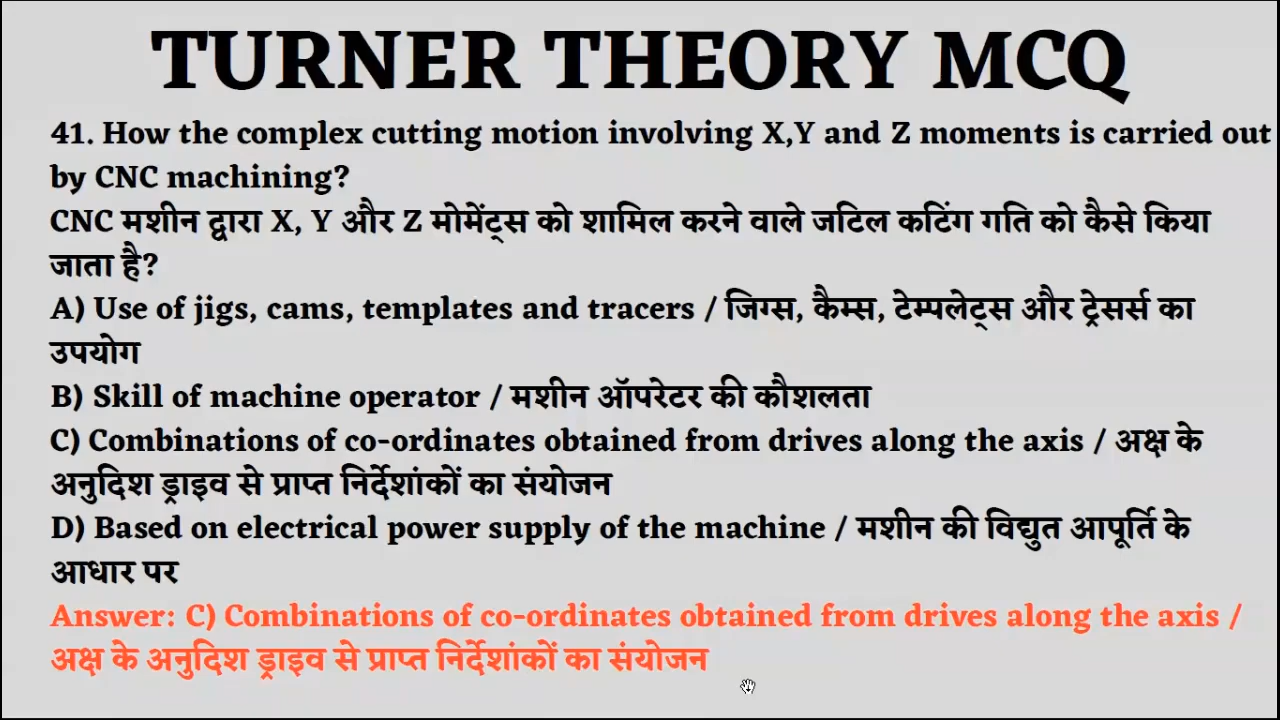 TURNER THEORY MCQ
41. How the complex cutting motion involving X,Y and Z moments is carried out
by CNC machining?
CNC मशीन द्वारा X, Y और Z मोमेंट्स को शामिल करने वाले जटिल कटिंग गति को कैसे किया
जाता है?
A) Use of jigs, cams, templates and tracers / जिग्स, कैम्स, टेम्पलेट्स और ट्रेसर्स का
उपयोग
B) Skill of machine operator / मशीन ऑपरेटर की कौशलता
C) Combinations of co-ordinates obtained from drives along the axis / अक्ष के
अनुदिश ड्राइव से प्राप्त निर्देशांकों का संयोजन
D) Based on electrical power supply of the machine / मशीन की विद्युत आपूर्ति के
आधार पर
Answer: C) Combinations of co-ordinates obtained from drives along the axis /
अक्ष के अनुदिश ड्राइव से प्राप्त निर्देशांकों का संयोजन